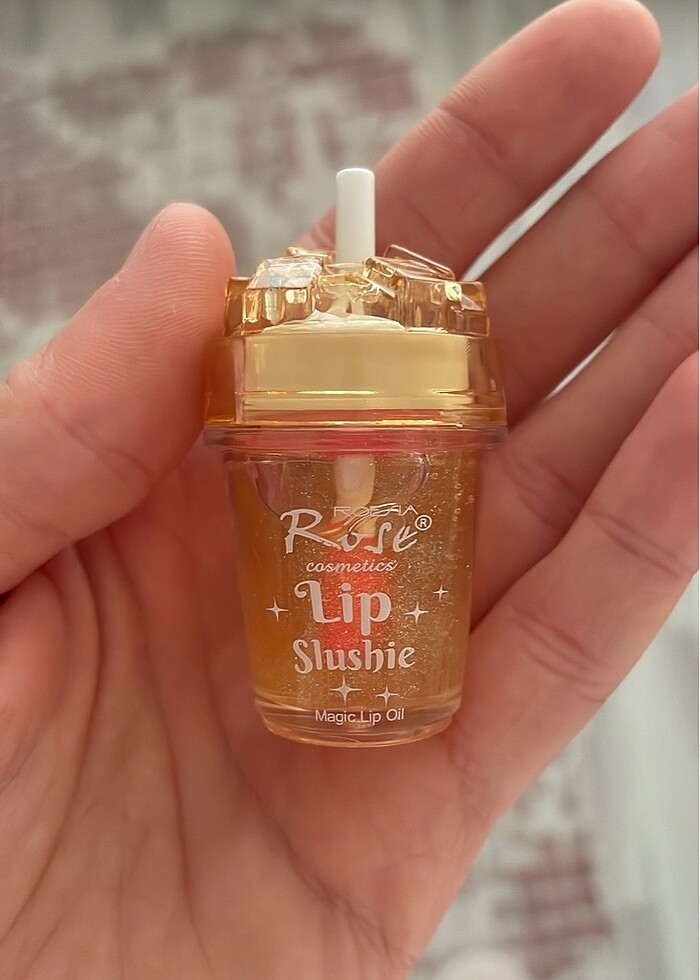 Rose®
cosmetics
Lip
Slushie
Magic Lip Oil